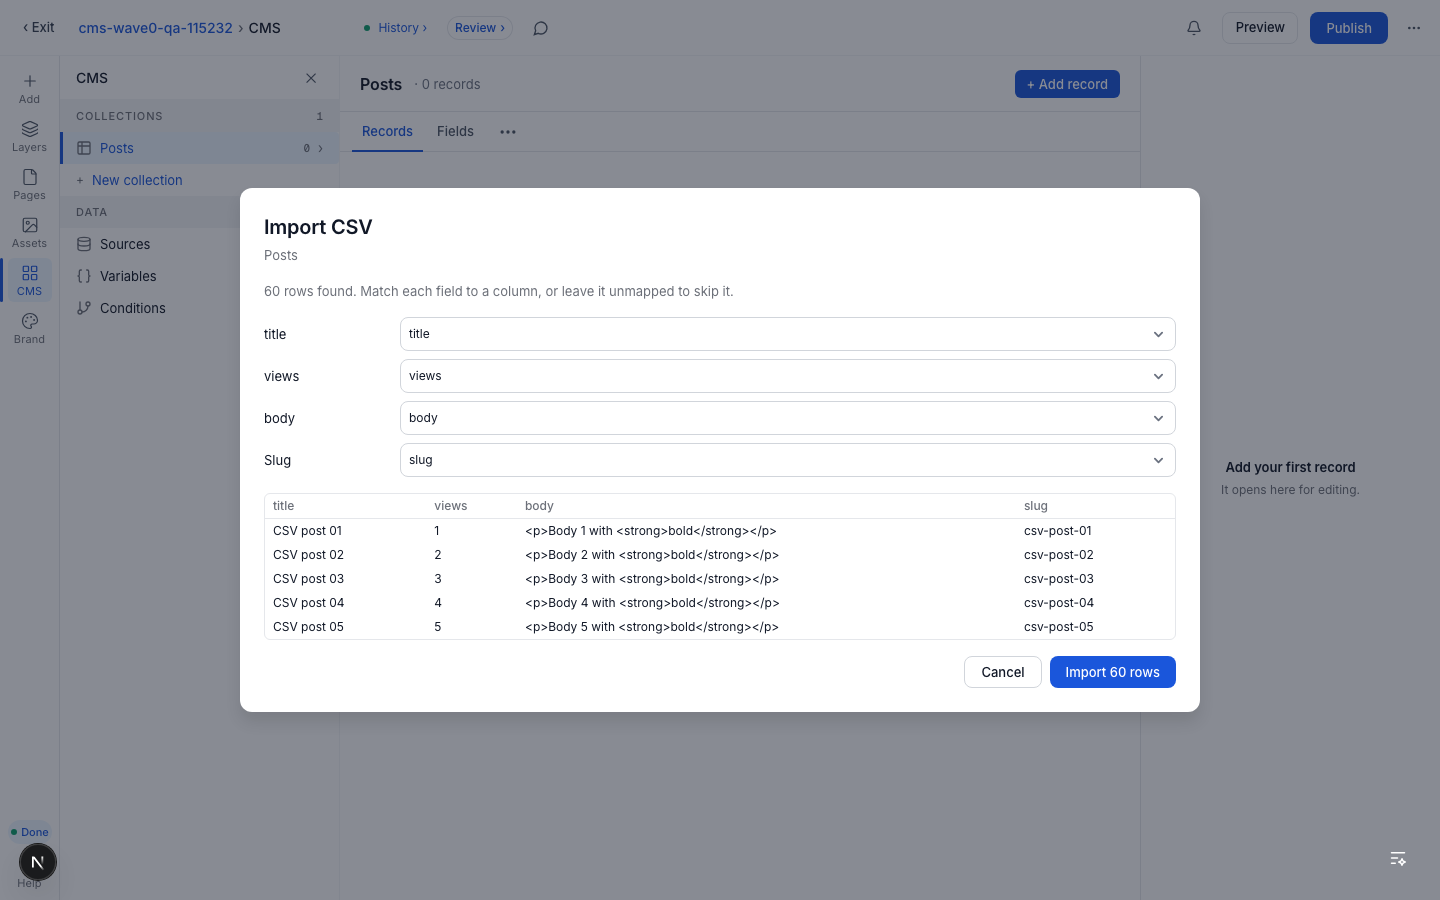 ‹ Exit
cms-wave0-qa-115232 › CMS
History ›
Review ›
Preview
Publish
Add
Layers
Pages
Assets
CMS
Brand
Done
N
Help
CMS
COLLECTIONS 1
Posts 0 ›
+ New collection
DATA
Sources
Variables
Conditions
Posts · 0 records
+ Add record
Records Fields
Import CSV
Posts
60 rows found. Match each field to a column, or leave it unmapped to skip it.
title title
views views
body body
Slug slug
title views body slug
CSV post 01 1 <p>Body 1 with <strong>bold</strong></p> csv-post-01
CSV post 02 2 <p>Body 2 with <strong>bold</strong></p> csv-post-02
CSV post 03 3 <p>Body 3 with <strong>bold</strong></p> csv-post-03
CSV post 04 4 <p>Body 4 with <strong>bold</strong></p> csv-post-04
CSV post 05 5 <p>Body 5 with <strong>bold</strong></p> csv-post-05
Cancel
Import 60 rows
Add your first record
It opens here for editing.